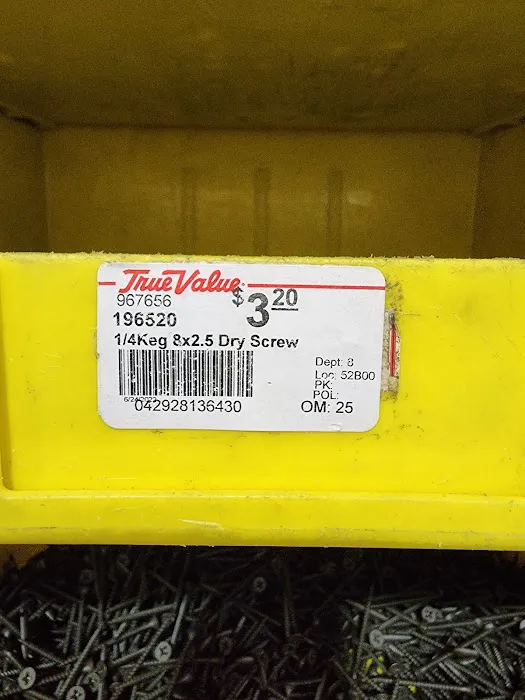 True Value
967656
$3.20
196520
1/4Keg 8x2.5 Dry Screw
Dept: 8
Loc: 52B00
PK:
POL:
OM: 25
042928136430